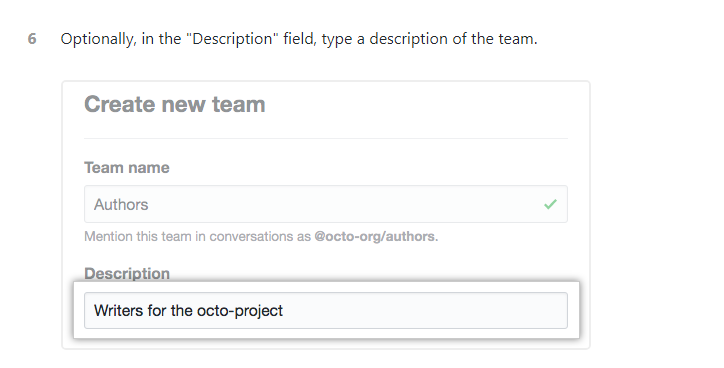 6 Optionally, in the "Description" field, type a description of the team.
Create new team
Team name
Authors
Mention this team in conversations as @octo-org/authors.
Description
Writers for the octo-project